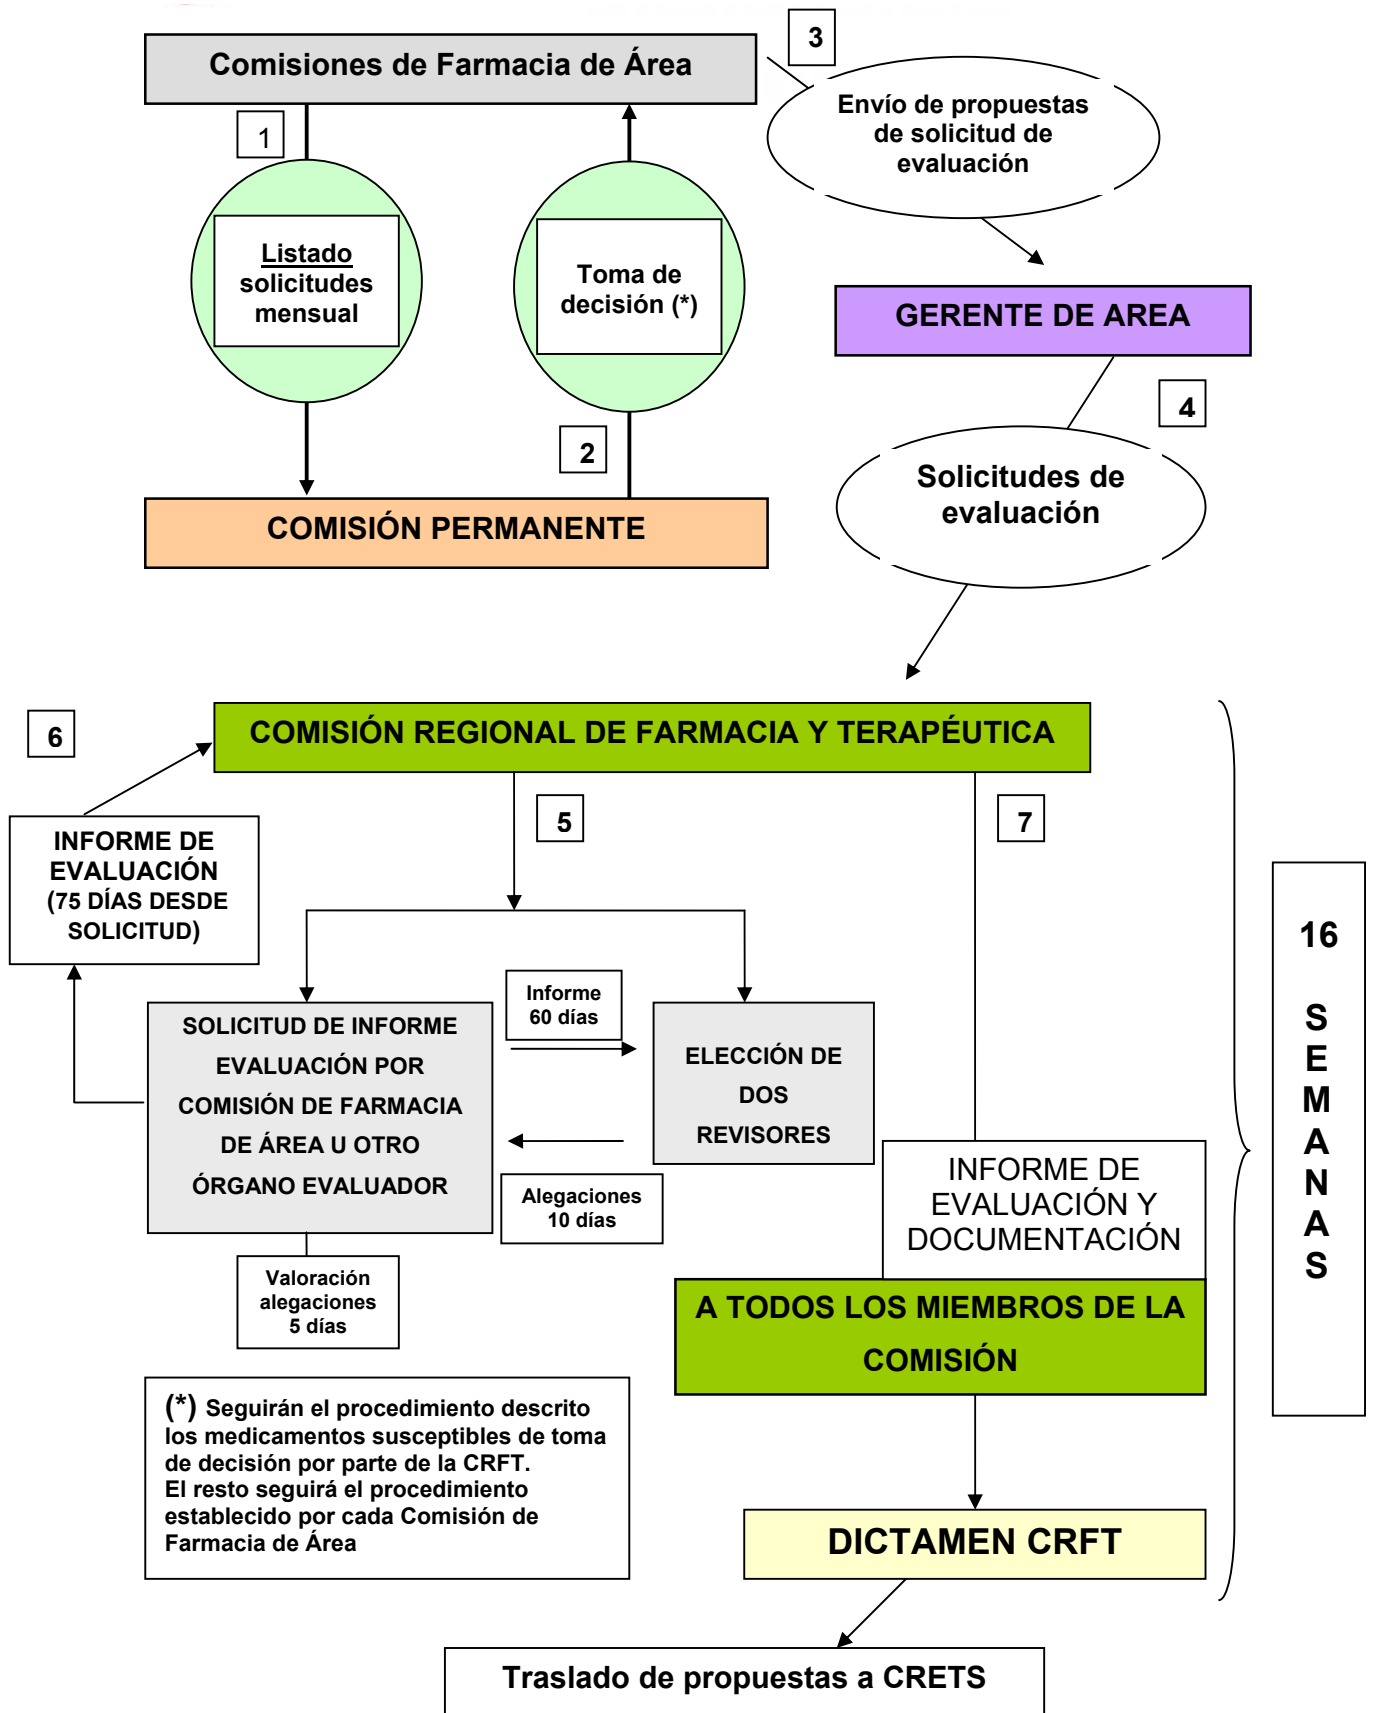 3
Comisiones de Farmacia de Área
Envío de propuestas
de solicitud de
evaluación
1
Listado
solicitudes
mensual
Toma de
decisión (*)
GERENTE DE AREA
4
2
Solicitudes de
evaluación
COMISIÓN PERMANENTE
6
COMISIÓN REGIONAL DE FARMACIA Y TERAPÉUTICA
5
7
INFORME DE
EVALUACIÓN
(75 DÍAS DESDE
SOLICITUD)
16
S
E
M
A
N
A
S
Informe
60 días
SOLICITUD DE INFORME
EVALUACIÓN POR
COMISIÓN DE FARMACIA
DE ÁREA U OTRO
ÓRGANO EVALUADOR
ELECCIÓN DE
DOS
REVISORES
Alegaciones
10 días
INFORME DE
EVALUACIÓN Y
DOCUMENTACIÓN
Valoración
alegaciones
5 días
A TODOS LOS MIEMBROS DE LA
COMISIÓN
(*) Seguirán el procedimiento descrito
los medicamentos susceptibles de toma
de decisión por parte de la CRFT.
El resto seguirá el procedimiento
establecido por cada Comisión de
Farmacia de Área
DICTAMEN CRFT
Traslado de propuestas a CRETS